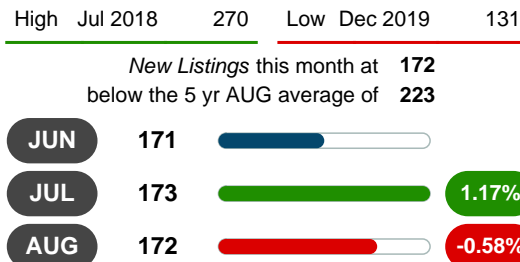 High Jul 2018 270 Low Dec 2019 131
New Listings this month at 172
below the 5 yr AUG average of 223
JUN 171
JUL 173 1.17%
AUG 172 -0.58%